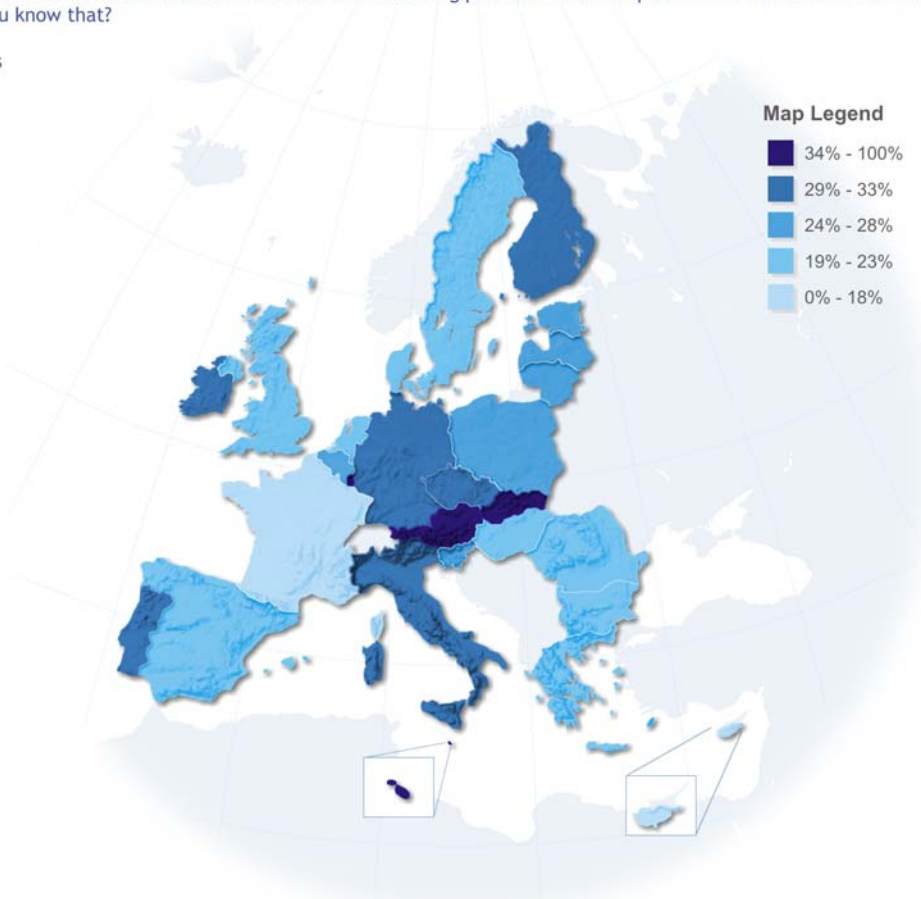 u know that?
s
Map Legend
34% - 100%
29% - 33%
24% - 28%
19% - 23%
0% - 18%